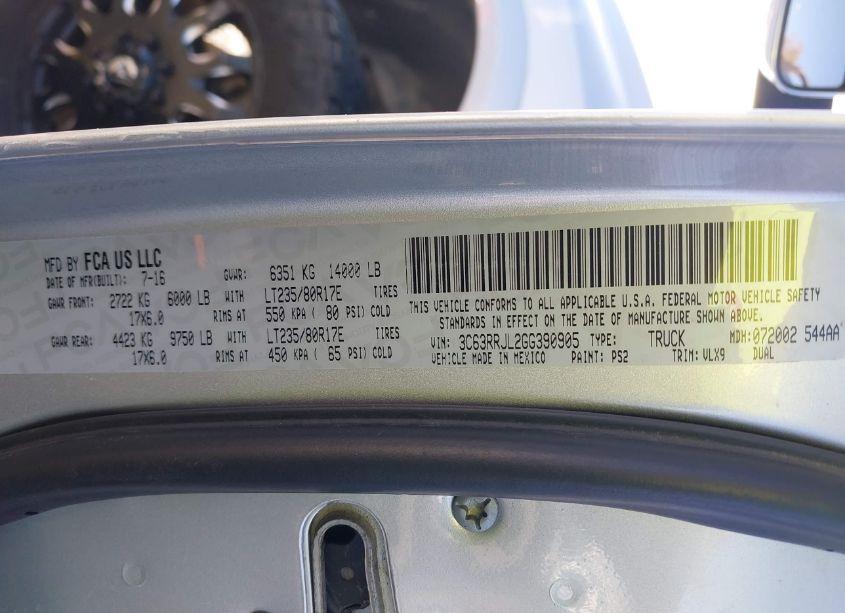 MFD BY FCA US LLC
DATE OF MFR(BUILT): 7-16 GVWR: 6351 KG 14000 LB
GAWR FRONT: 2722 KG 6000 LB WITH LT235/80R17E TIRES
17X6.0 RIMS AT 550 KPA ( 80 PSI) COLD
GAWR REAR: 4423 KG 9750 LB WITH LT235/80R17E TIRES
17X6.0 RIMS AT 450 KPA ( 65 PSI) COLD
THIS VEHICLE CONFORMS TO ALL APPLICABLE U.S.A. FEDERAL MOTOR VEHICLE SAFETY
STANDARDS IN EFFECT ON THE DATE OF MANUFACTURE SHOWN ABOVE.
VIN: 3C63RRJL2GG390905 TYPE: TRUCK MDH: 072002 544AA
VEHICLE MADE IN MEXICO PAINT: PS2 TRIM: VLX9 DUAL